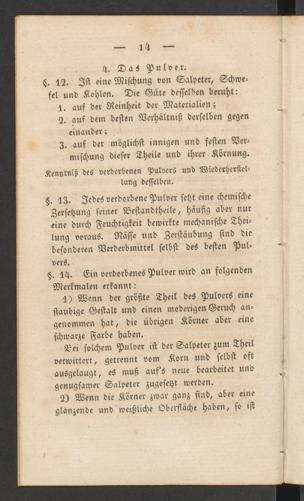 — 14 —
4. Das Pulver.
§. 12. Ist eine Mischung von Salpeter, Schwe-
fel und Kohlen. Die Güte desselben beruht:
1. auf der Reinheit der Materialien;
2. auf dem besten Verhältniß derselben gegen
einander;
3. auf der möglichst innigen und festen Ver-
mischung dieser Theile und ihrer Körnung.
Kenntniß des verdorbenen Pulvers und Wiederherstel-
lung desselben.
§. 13. Jedes verdorbene Pulver setzt eine chemische
Zersetzung seiner Bestandtheile, häufig aber nur
eine durch Feuchtigkeit bewirkte mechanische Thei-
lung voraus. Nässe und Zerstäubung sind die
besonderen Verderbmittel selbst des besten Pul-
vers.
§. 14. Ein verdorbenes Pulver wird an folgenden
Merkmalen erkannt:
1) Wenn der größte Theil des Pulvers eine
staubige Gestalt und einen moderigen Geruch an-
genommen hat, die übrigen Körner aber eine
schwarze Farbe haben.
Bei solchem Pulver ist der Salpeter zum Theil
verwittert, getrennt vom Korn und selbst oft
ausgelaugt, es muß auf's neue bearbeitet und
genugsamer Salpeter zugesetzt werden.
2) Wenn die Körner zwar ganz sind, aber eine
glänzende und weißliche Oberfläche haben, so ist